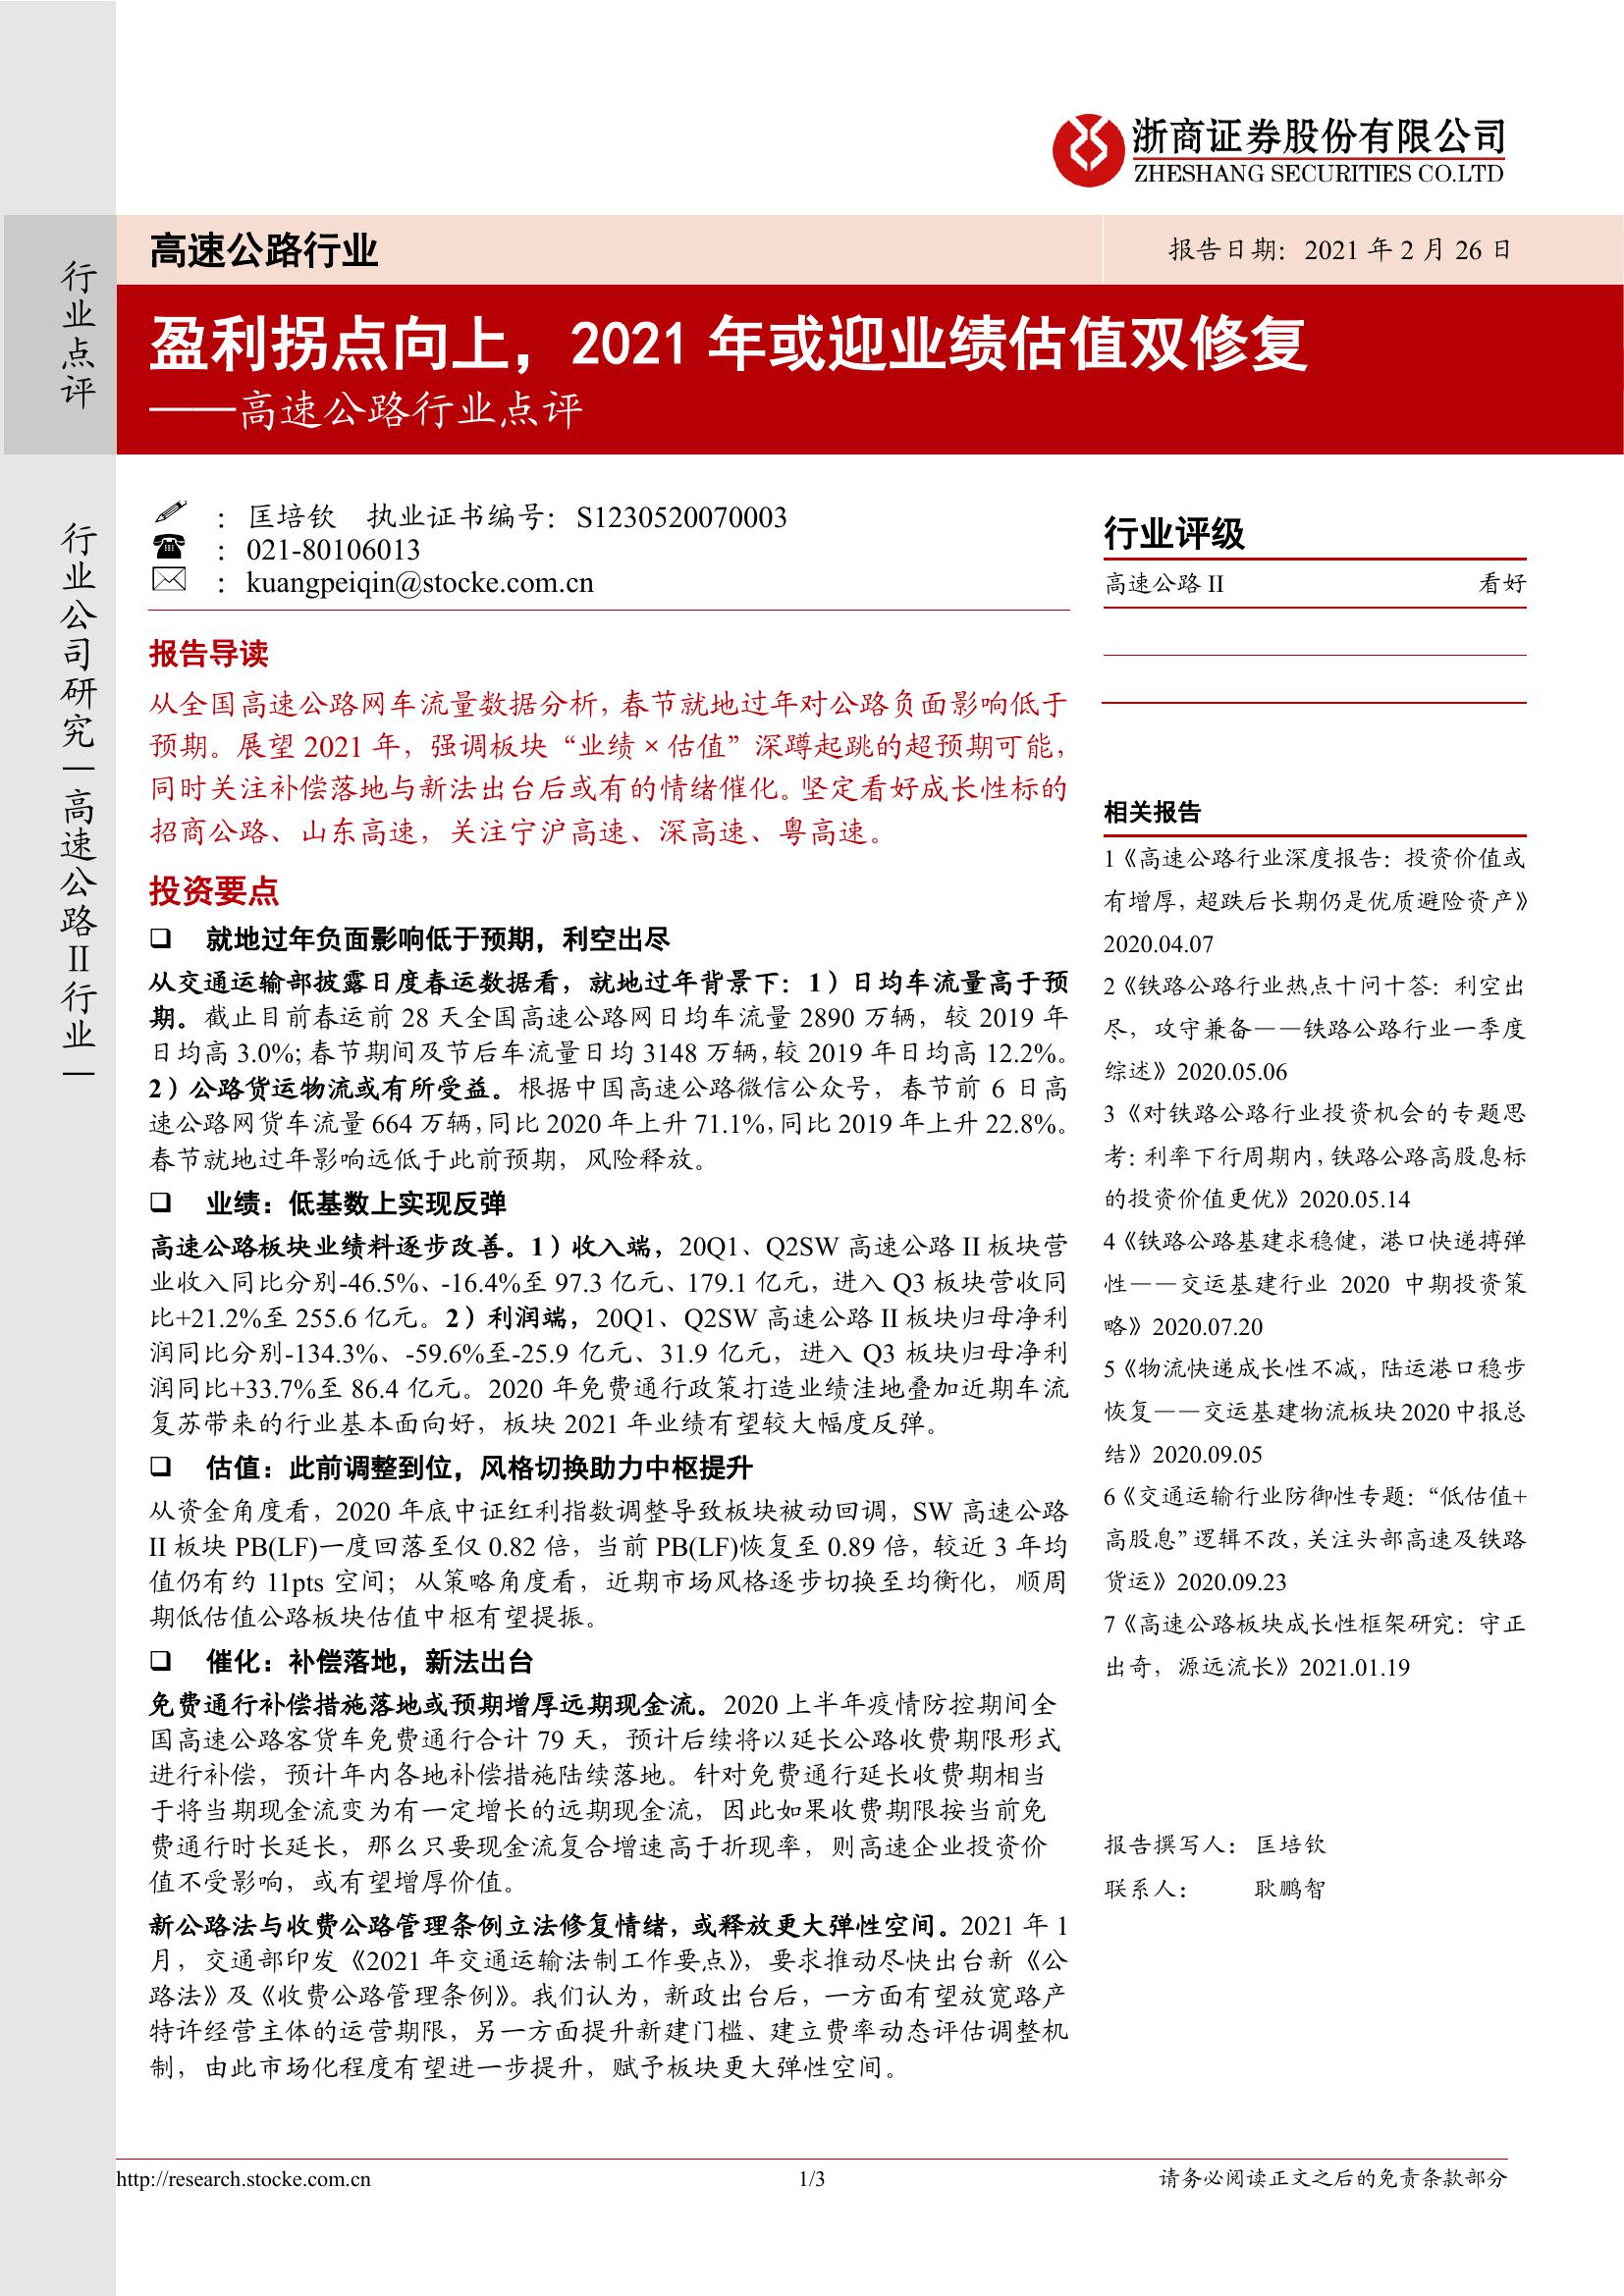 浙商证券股份有限公司
ZHESHANG SECURITIES CO.LTD
行业点评
行业公司研究|高速公路II行业|
高速公路行业
报告日期：2021 年 2 月 26 日
盈利拐点向上，2021 年或迎业绩估值双修复
——高速公路行业点评
：匡培钦 执业证书编号：S1230520070003
：021-80106013
：kuangpeiqin@stocke.com.cn
报告导读
从全国高速公路网车流量数据分析，春节就地过年对公路负面影响低于
预期。展望 2021 年，强调板块“业绩×估值”深蹲起跳的超预期可能，
同时关注补偿落地与新法出台后或有的情绪催化。坚定看好成长性标的
招商公路、山东高速，关注宁沪高速、深高速、粤高速。
投资要点
❑ 就地过年负面影响低于预期，利空出尽
从交通运输部披露日度春运数据看，就地过年背景下：1）日均车流量高于预
期。截止目前春运前 28 天全国高速公路网日均车流量 2890 万辆，较 2019 年
日均高 3.0%；春节期间及节后车流量日均 3148 万辆，较 2019 年日均高 12.2%。
2）公路货运物流或有所受益。根据中国高速公路微信公众号，春节前 6 日高
速公路网货车流量 664 万辆，同比 2020 年上升 71.1%，同比 2019 年上升 22.8%。
春节就地过年影响远低于此前预期，风险释放。
❑ 业绩：低基数上实现反弹
高速公路板块业绩料逐步改善。1）收入端，20Q1、Q2SW 高速公路 II 板块营
业收入同比分别-46.5%、-16.4%至 97.3 亿元、179.1 亿元，进入 Q3 板块营收同
比+21.2%至 255.6 亿元。2）利润端，20Q1、Q2SW 高速公路 II 板块归母净利
润同比分别-134.3%、-59.6%至-25.9 亿元、31.9 亿元，进入 Q3 板块归母净利
润同比+33.7%至 86.4 亿元。2020 年免费通行政策打造业绩洼地叠加近期车流
复苏带来的行业基本面向好，板块 2021 年业绩有望较大幅度反弹。
❑ 估值：此前调整到位，风格切换助力中枢提升
从资金角度看，2020 年底中证红利指数调整导致板块被动回调，SW 高速公路
II 板块 PB(LF)一度回落至仅 0.82 倍，当前 PB(LF)恢复至 0.89 倍，较近 3 年均
值仍有约 11pts 空间；从策略角度看，近期市场风格逐步切换至均衡化，顺周
期低估值公路板块估值中枢有望提振。
❑ 催化：补偿落地，新法出台
免费通行补偿措施落地或预期增厚远期现金流。2020 上半年疫情防控期间全
国高速公路客货车免费通行合计 79 天，预计后续将以延长公路收费期限形式
进行补偿，预计年内各地补偿措施陆续落地。针对免费通行延长收费期相当
于将当期现金流变为有一定增长的远期现金流，因此如果收费期限按当前免
费通行时长延长，那么只要现金流复合增速高于折现率，则高速企业投资价
值不受影响，或有望增厚价值。
新公路法与收费公路管理条例立法修复情绪，或释放更大弹性空间。2021 年 1
月，交通部印发《2021 年交通运输法制工作要点》，要求推动尽快出台新《公
路法》及《收费公路管理条例》。我们认为，新政出台后，一方面有望放宽路产
特许经营主体的运营期限，另一方面提升新建门槛、建立费率动态评估调整机
制，由此市场化程度有望进一步提升，赋予板块更大弹性空间。
行业评级
高速公路 II 看好
相关报告
1《高速公路行业深度报告：投资价值或
有增厚，超跌后长期仍是优质避险资产》
2020.04.07
2《铁路公路行业热点十问十答：利空出
尽，攻守兼备——铁路公路行业一季度
综述》2020.05.06
3《对铁路公路行业投资机会的专题思
考：利率下行周期内，铁路公路高股息标
的投资价值更优》2020.05.14
4《铁路公路基建求稳健，港口快递搏弹
性——交运基建行业 2020 中期投资策
略》2020.07.20
5《物流快递成长性不减，陆运港口稳步
恢复——交运基建物流板块2020中报总
结》2020.09.05
6《交通运输行业防御性专题：“低估值+
高股息”逻辑不改，关注头部高速及铁路
货运》2020.09.23
7《高速公路板块成长性框架研究：守正
出奇，源远流长》2021.01.19
报告撰写人：匡培钦
联系人：耿鹏智
http://research.stocke.com.cn
1/3
请务必阅读正文之后的免责条款部分